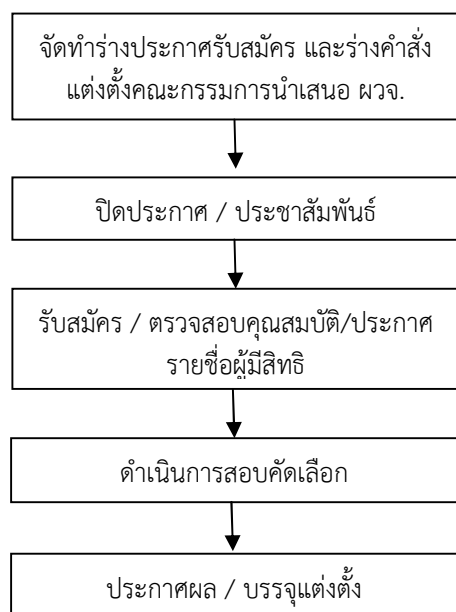 จัดทำร่างประกาศรับสมัคร และร่างคำสั่ง
แต่งตั้งคณะกรรมการนำเสนอ ผวจ.
ปิดประกาศ / ประชาสัมพันธ์
รับสมัคร / ตรวจสอบคุณสมบัติ/ประกาศ
รายชื่อผู้มีสิทธิ
ดำเนินการสอบคัดเลือก
ประกาศผล / บรรจุแต่งตั้ง